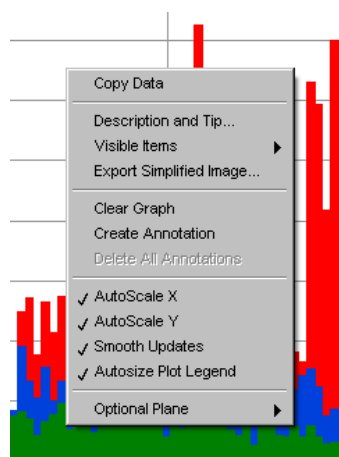 Copy Data
Description and Tip...
Visible Items
Export Simplified Image...
Clear Graph
Create Annotation
Delete All Annotations
AutoScale X
AutoScale Y
Smooth Updates
Autosize Plot Legend
Optional Plane